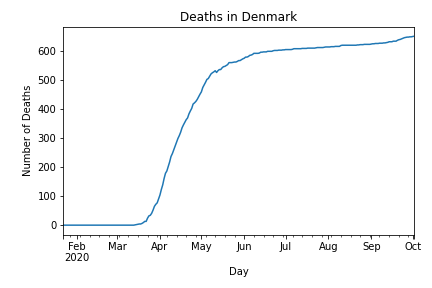 Deaths in Denmark
Number of Deaths
600
500
400
300
200
100
0
Feb Mar Apr May Jun Jul Aug Sep Oct
2020
Day